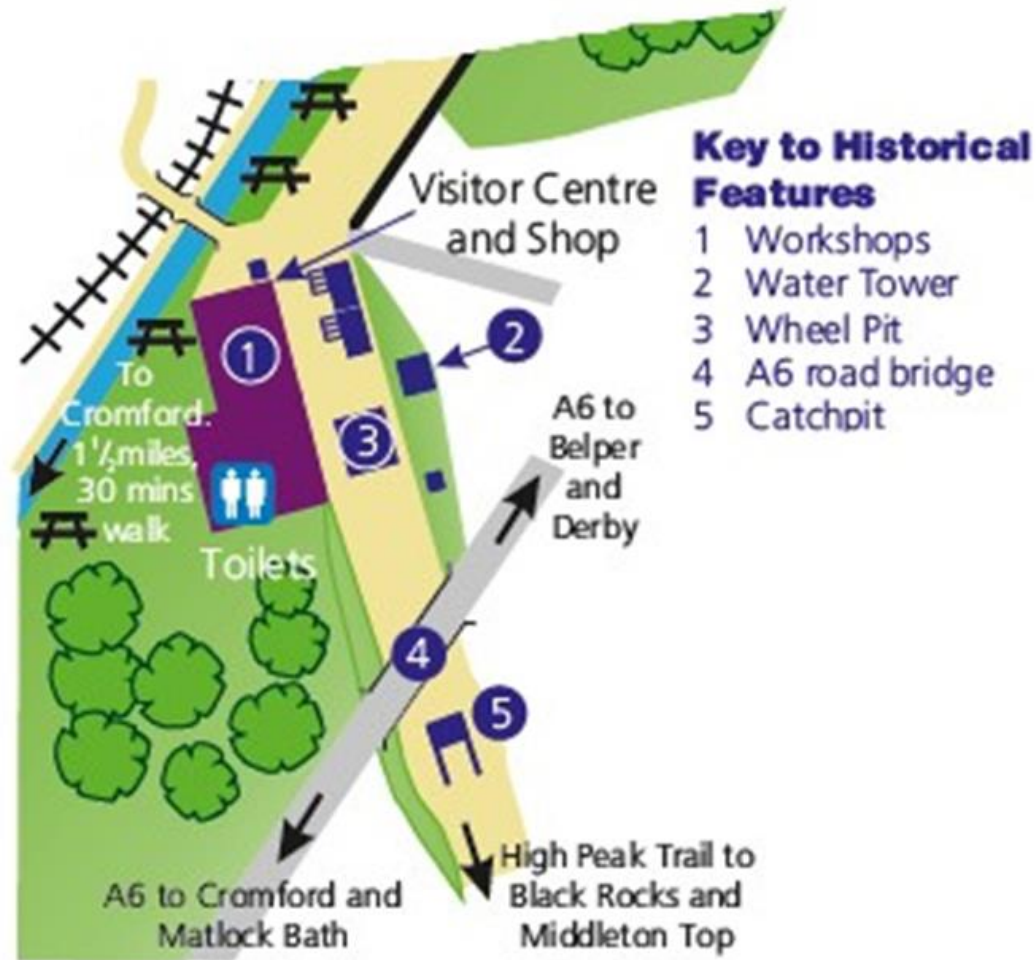 Key to Historical
Features
1 Workshops
2 Water Tower
3 Wheel Pit
4 A6 road bridge
5 Catchpit
Visitor Centre
and Shop
1
2
3
To
Cromford.
1½miles,
30 mins
walk
Toilets
A6 to
Belper
and
Derby
4
5
A6 to Cromford and
Matlock Bath
High Peak Trail to
Black Rocks and
Middleton Top